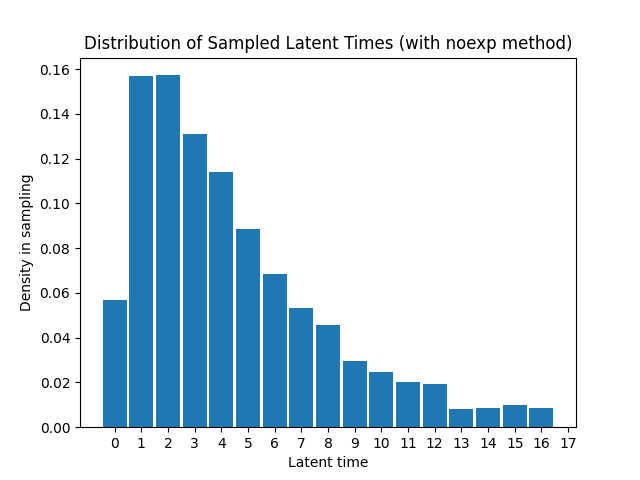 Distribution of Sampled Latent Times (with noexp method)
0.16
0.14
0.12
0.10
0.08
0.06
0.04
0.02
0.00
Density in sampling
0 1 2 3 4 5 6 7 8 9 10 11 12 13 14 15 16 17
Latent time